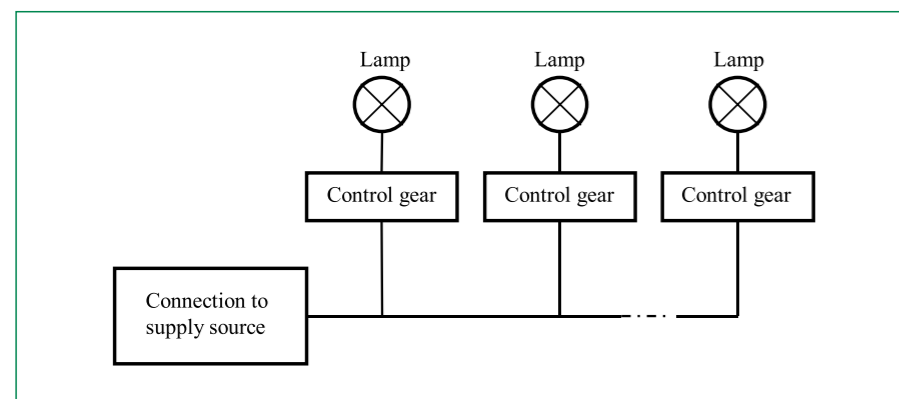 Lamp
Lamp
Lamp
Control gear
Control gear
Control gear
Connection to
supply source